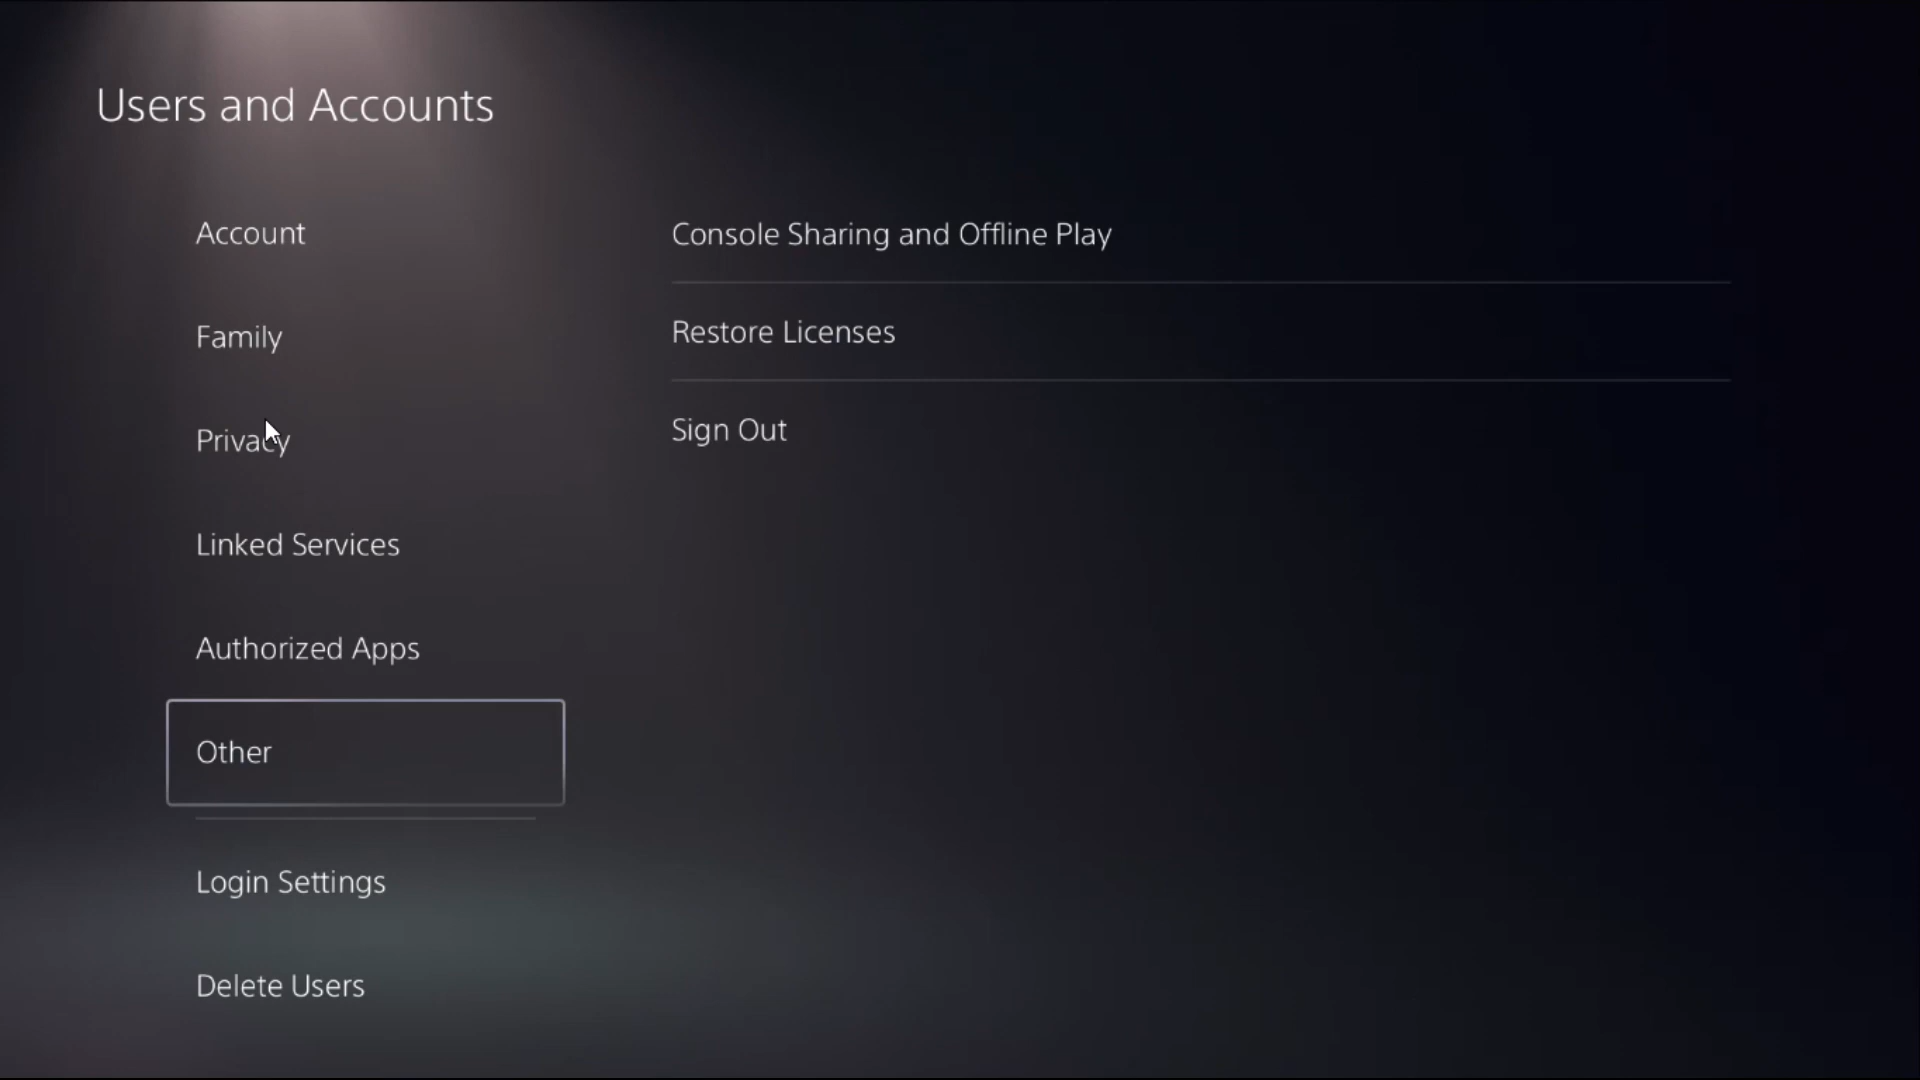 Users and Accounts
Account
Family
Privacy
Linked Services
Authorized Apps
Other
Login Settings
Delete Users
Console Sharing and Offline Play
Restore Licenses
Sign Out